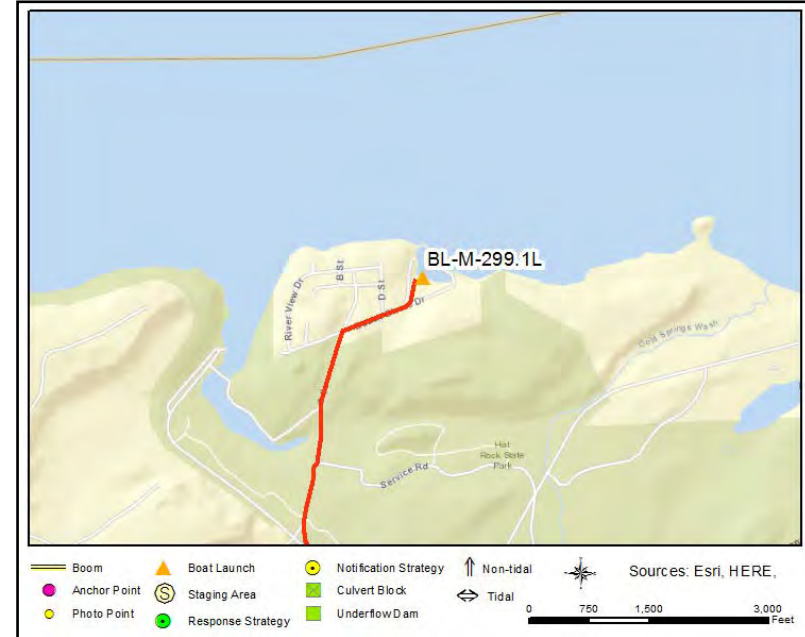 BL-M-299.1L
B St
D St
River View Dr
Dr
Cold Springs Wash
Hat
Rock State
Park
Service Rd
Boom
Boat Launch
Notification Strategy
Non-tidal
Sources: Esri, HERE,
Anchor Point
S
Staging Area
Culvert Block
Tidal
Photo Point
Response Strategy
Underflow Dam
0 750 1,500 3,000
Feet